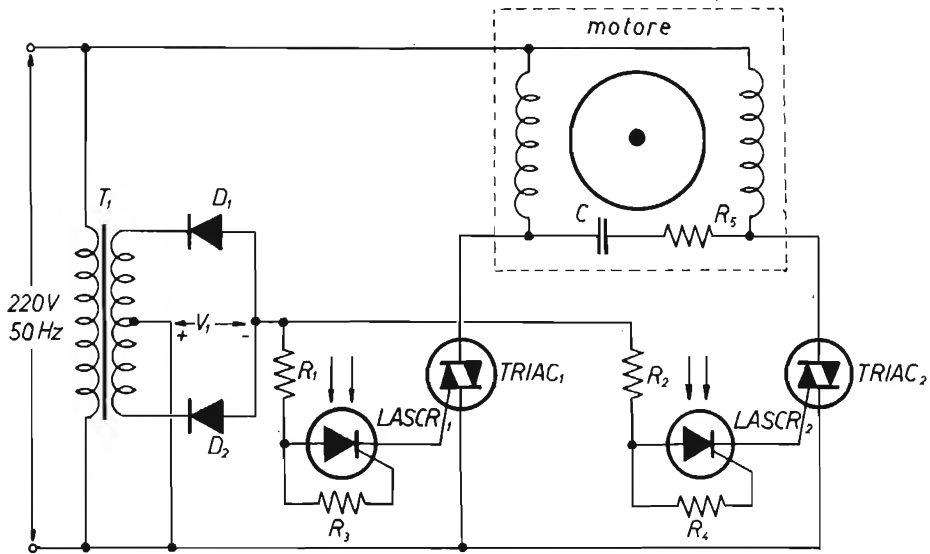 motore
C
R5
T1
D1
220V
50Hz
+ V1 -
D2
R1
TRIAC1
R2
TRIAC2
LASCR1
LASCR2
R3
R4